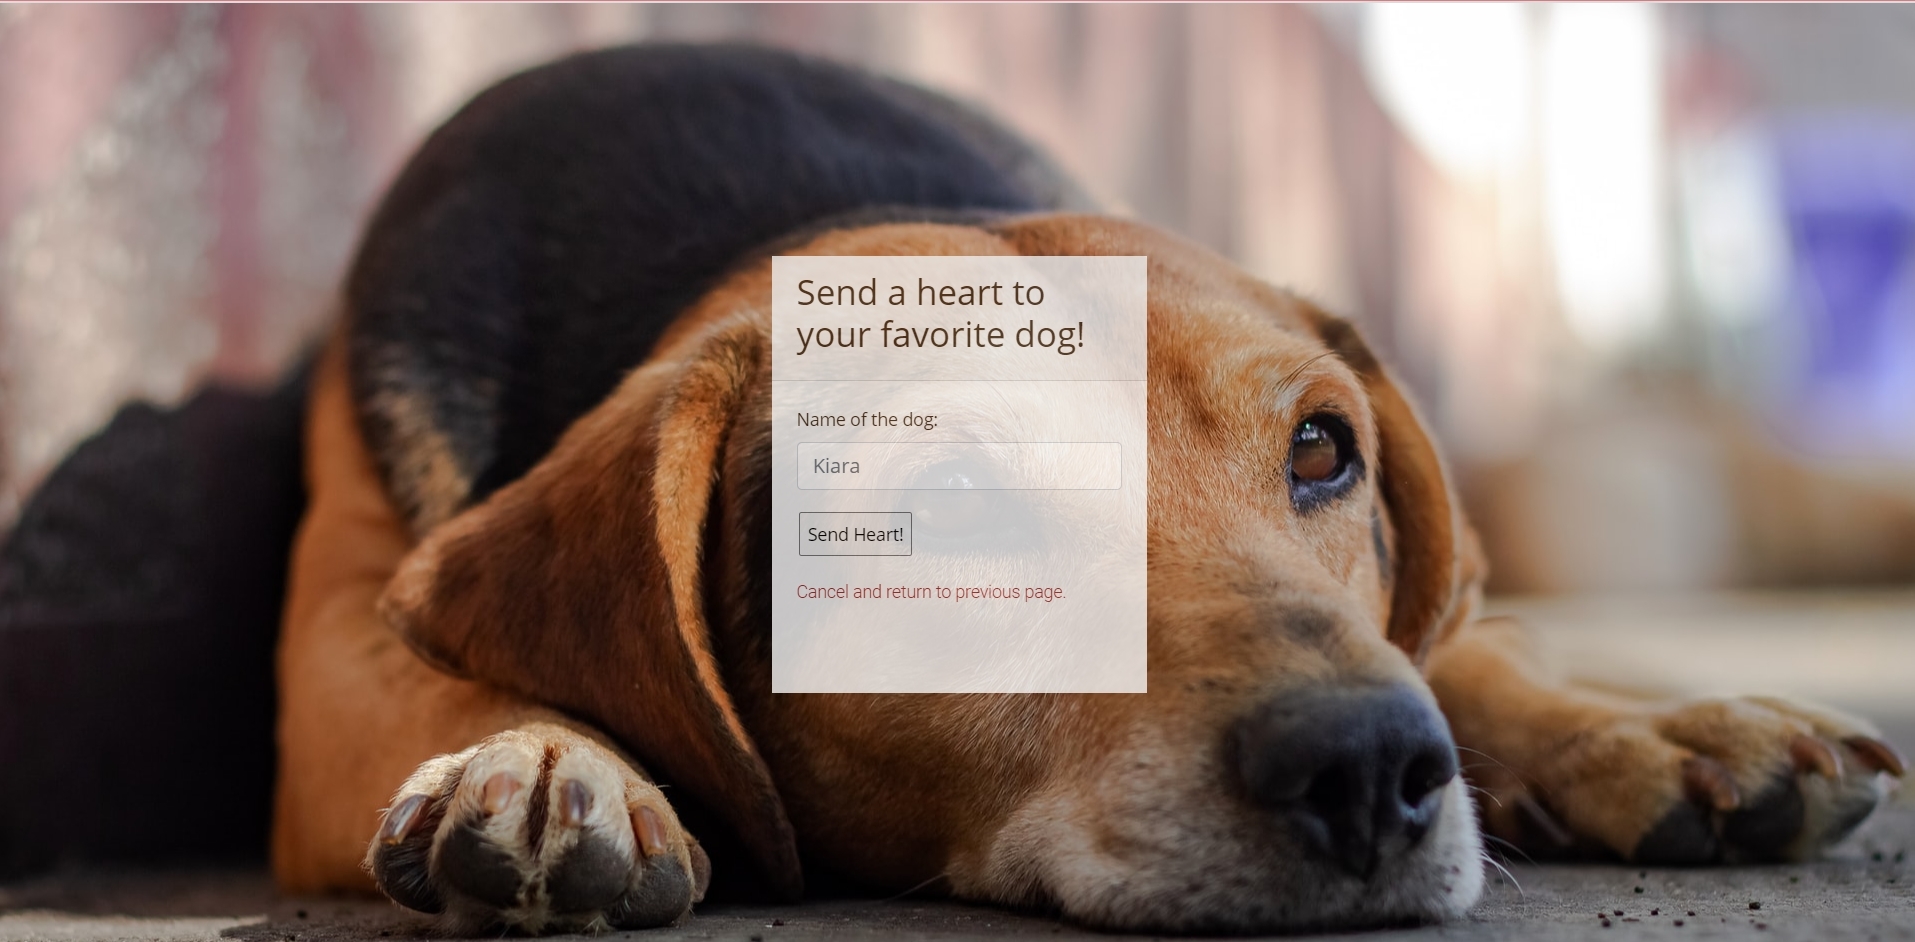 Send a heart to
your favorite dog!
Name of the dog:
Kiara
Send Heart!
Cancel and return to previous page.